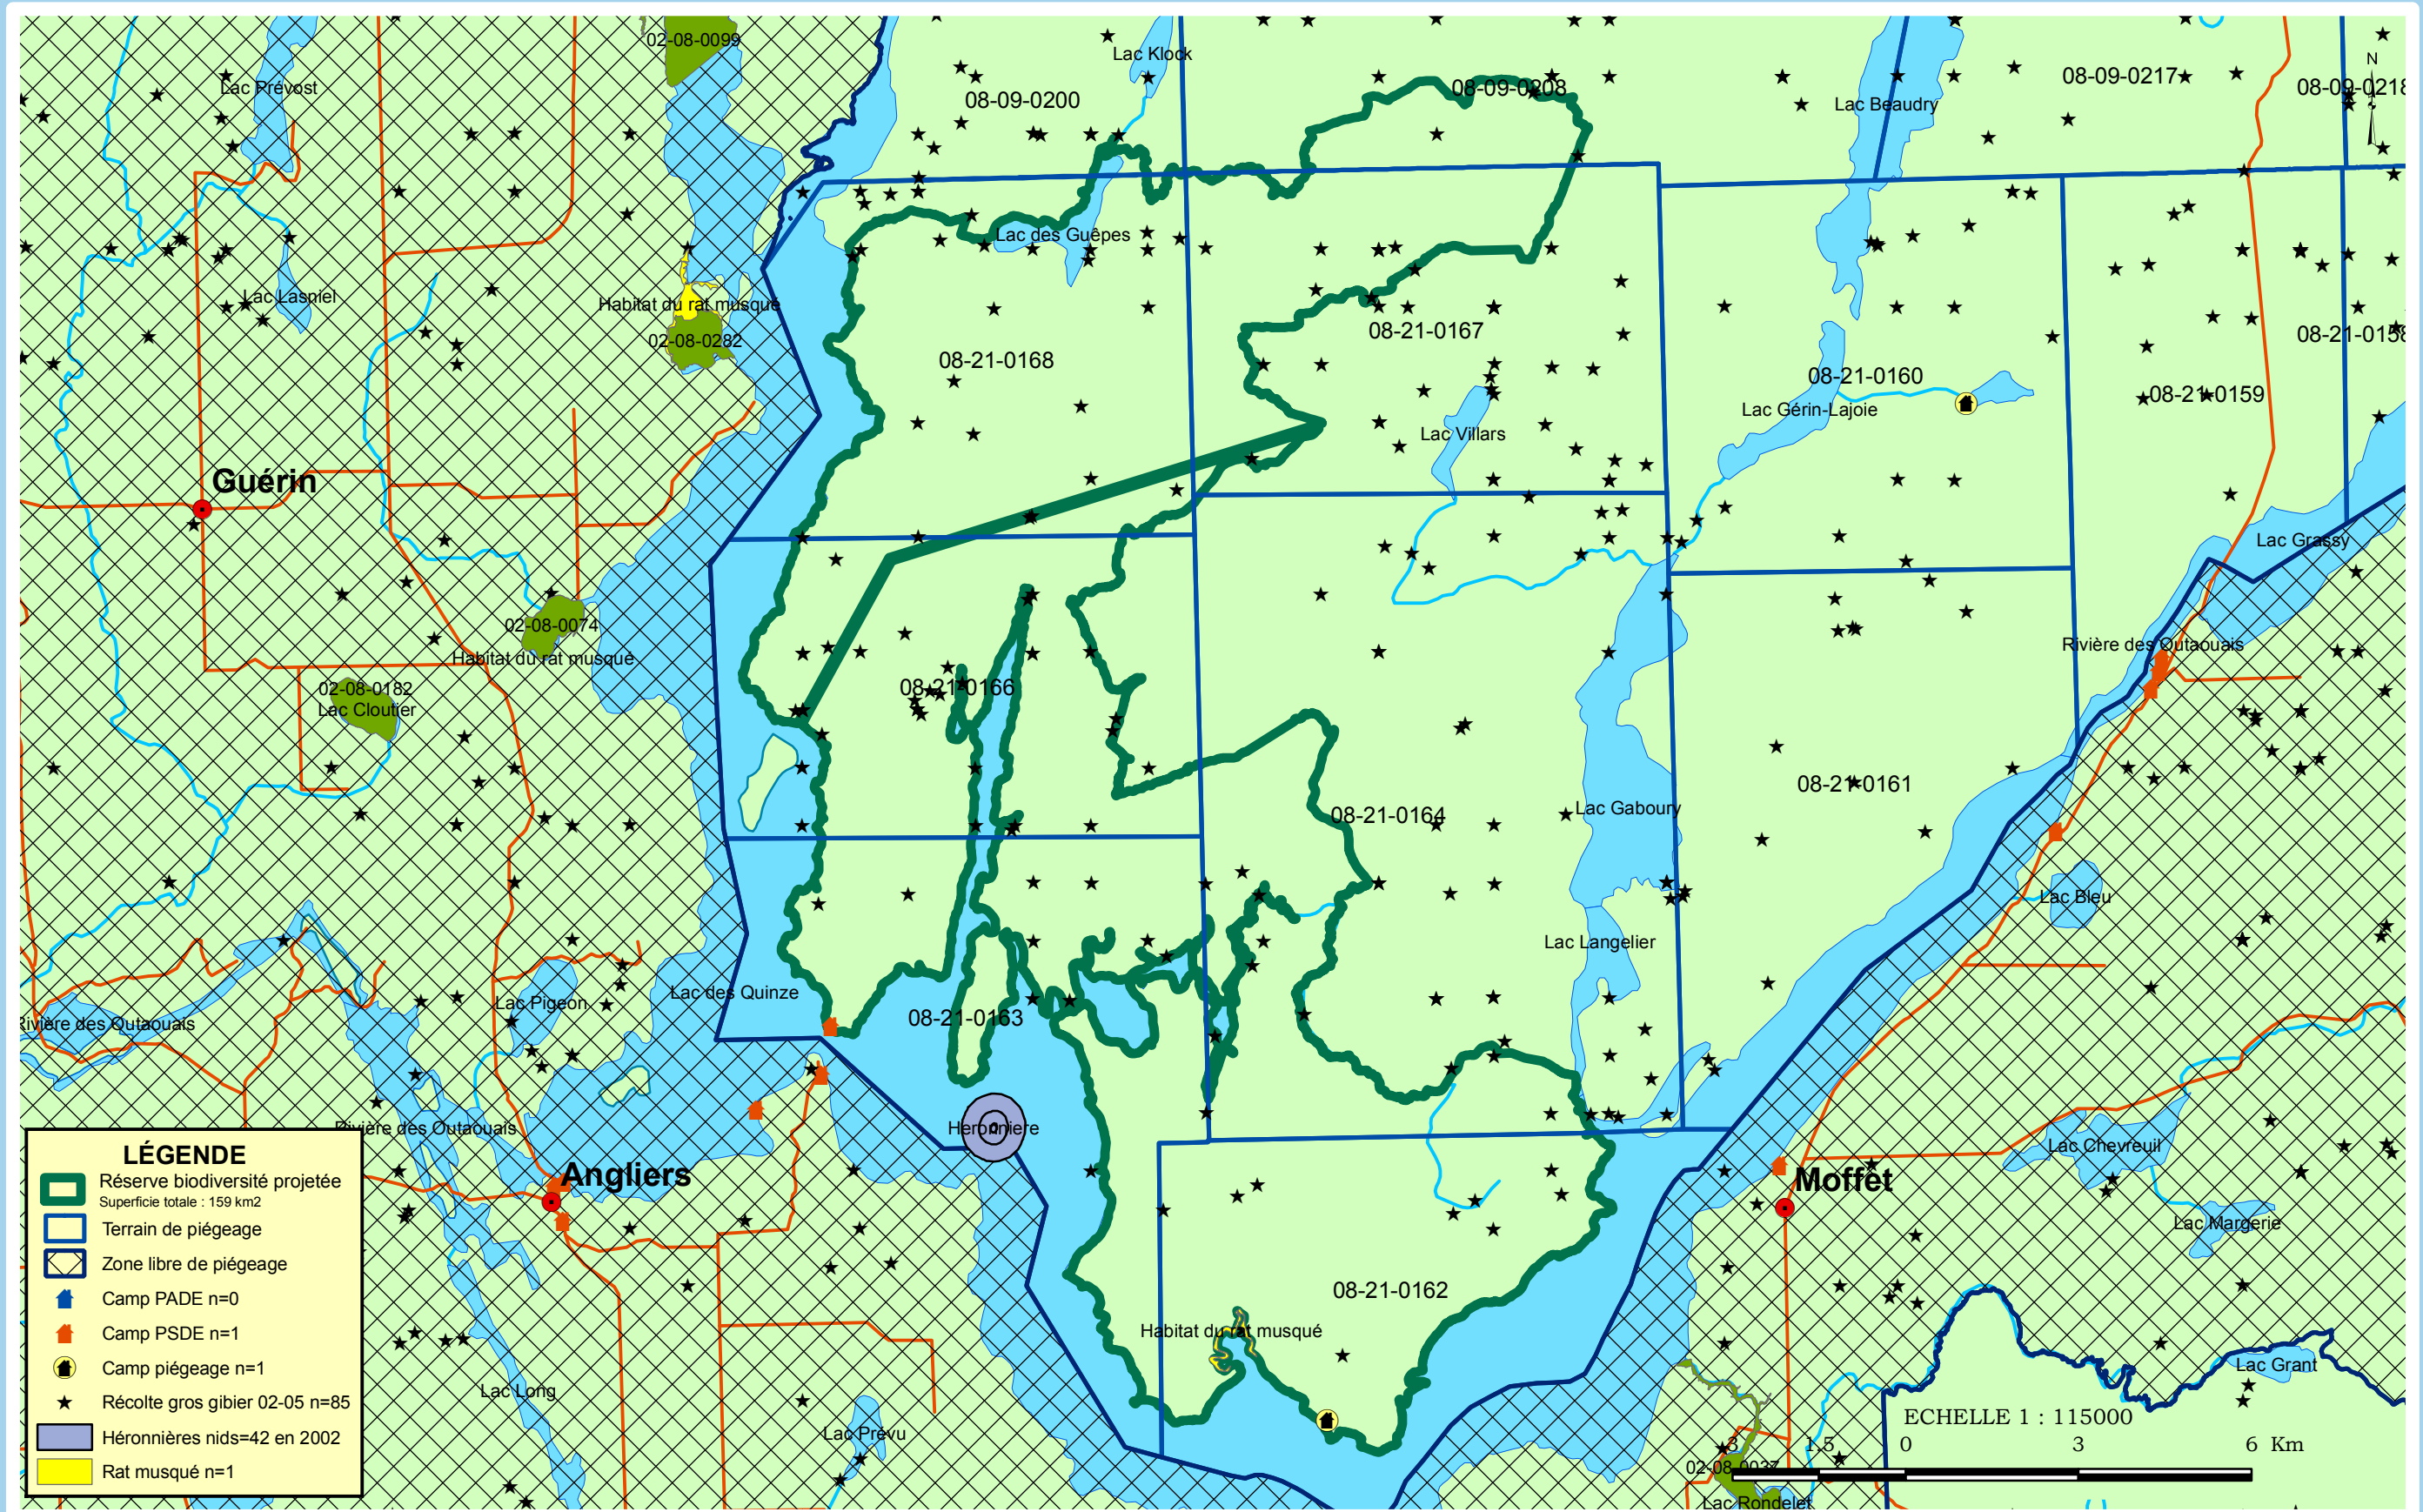 02-08-0099
Lac Klock
Lac Prévost
08-09-0200
08-09-0208
Lac Beaudry
08-09-0217
08-09-0218
N
Lac des Guêpes
Lac Lasniel
Habitat du rat musqué
02-08-0282
08-21-0168
08-21-0167
08-21-0160
08-21-0158
08-21-0159
Lac Gérin-Lajoie
Lac Villars
Guérin
Lac Grassy
02-08-0074
Habitat du rat musqué
Rivière des Outaouais
02-08-0182
Lac Cloutier
08-21-0166
08-21-0161
08-21-0164
Lac Gaboury
Lac Bleu
Lac Langelier
Lac des Quinze
Lac Pigeon
Rivière des Outaouais
08-21-0163
Rivière des Outaouais
Heronniere
Lac Chevreuil
Angliers
Moffet
Lac Margerie
08-21-0162
Habitat du rat musqué
Lac Grant
Lac Long
Lac Prévu
02-08-0037
Lac Rondelet
LÉGENDE
Réserve biodiversité projetée
Superficie totale : 159 km2
Terrain de piégeage
Zone libre de piégeage
Camp PADE n=0
Camp PSDE n=1
Camp piégeage n=1
Récolte gros gibier 02-05 n=85
Héronnières nids=42 en 2002
Rat musqué n=1
ECHELLE 1 : 115000
3 1.5 0 3 6 Km